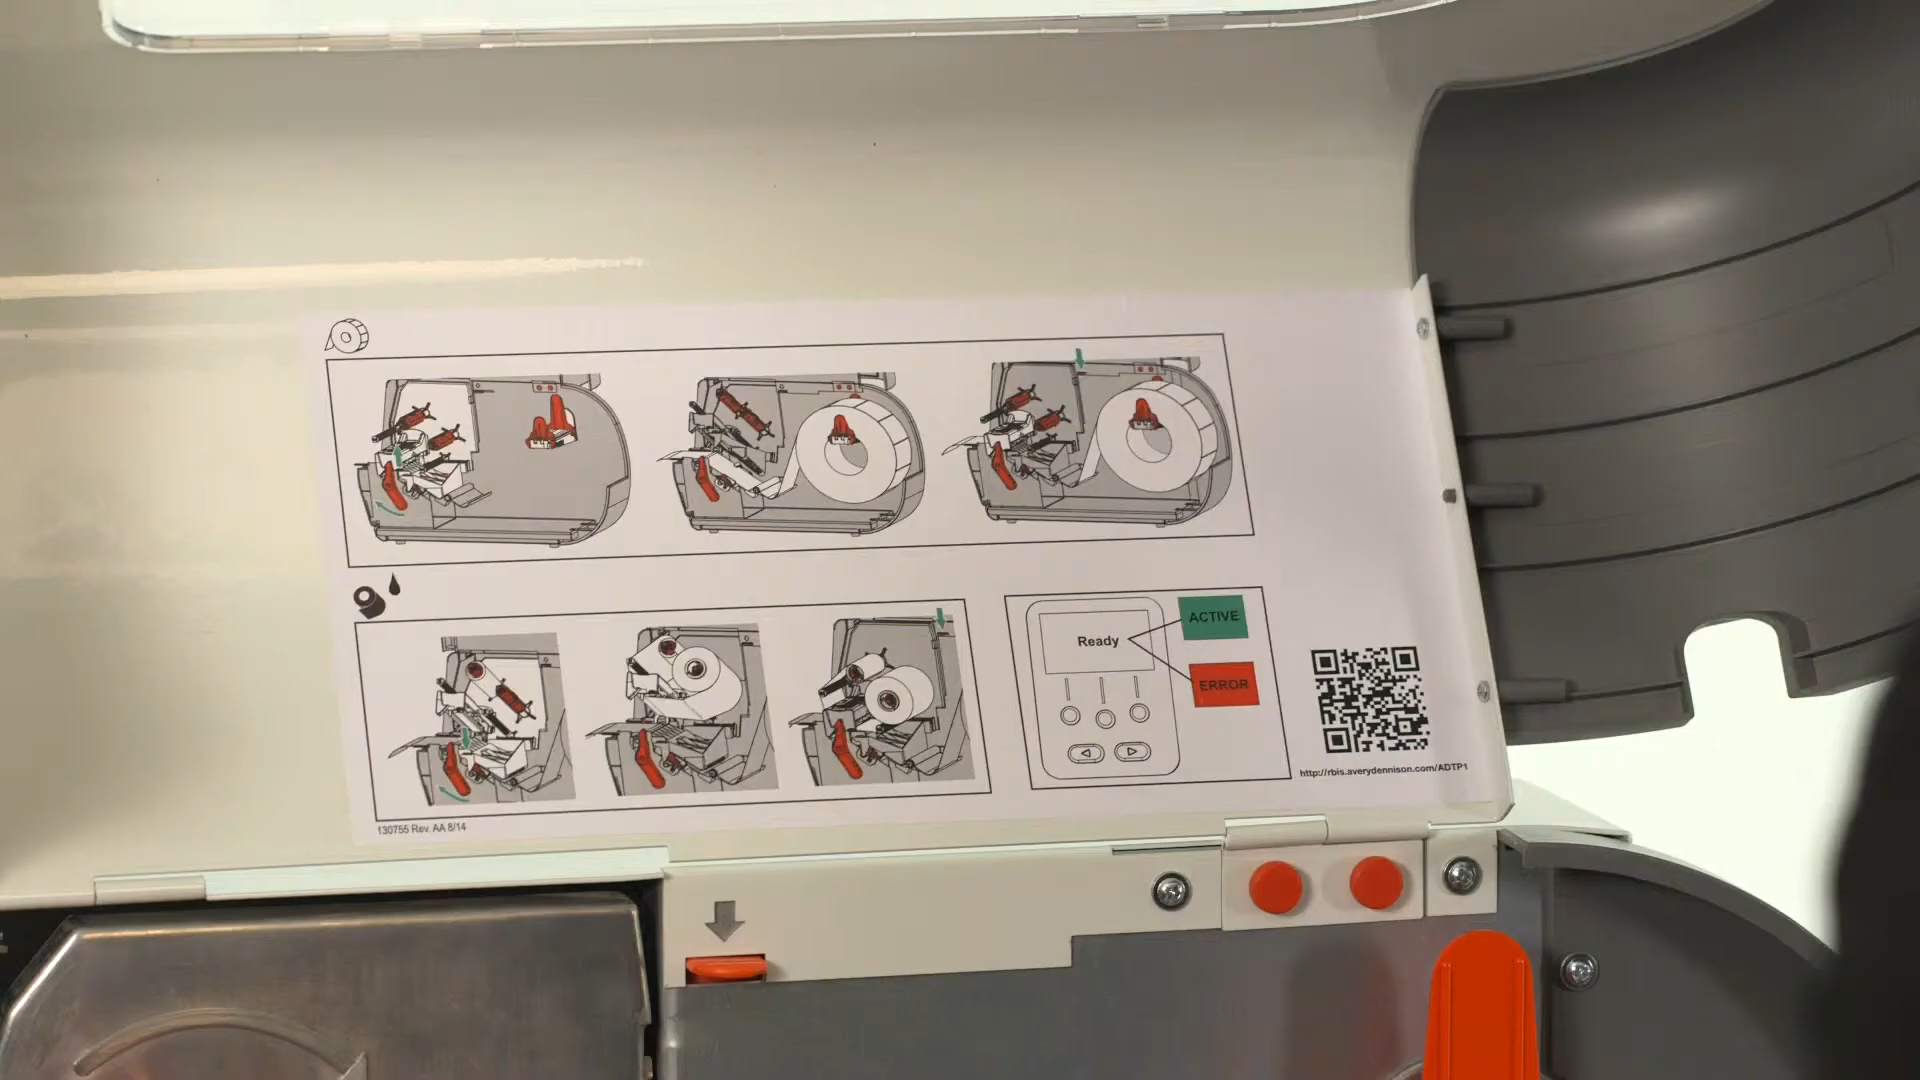 Ready
ACTIVE
ERROR
http://rbis.averydennison.com/ADTP1
130755 Rev. AA 8/14